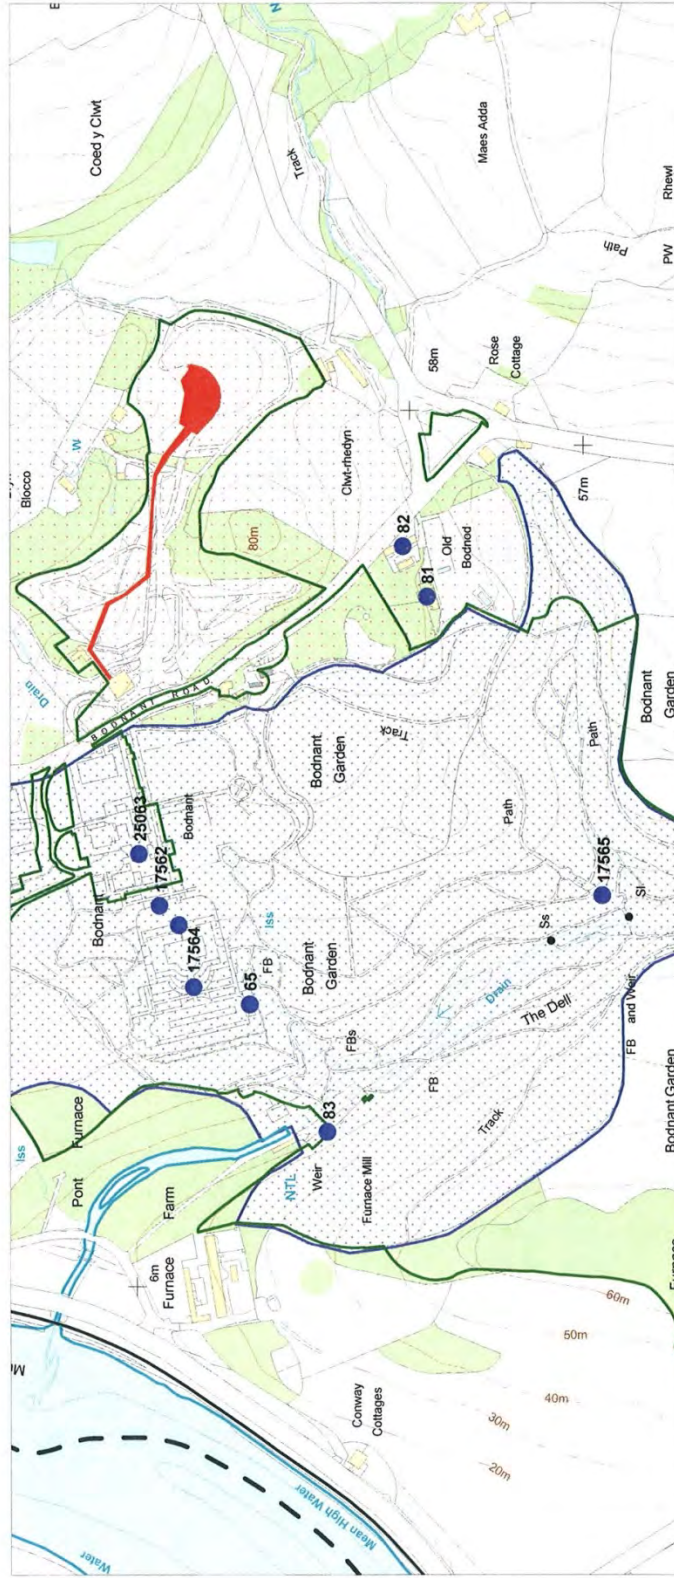 Coed y Clwt
Track
Maes Adda
Path
PW
Rhewl
Blocco
W
80m
Clwt-rnedyn
58m
Rose
Cottage
57m
Drain
BODNANT ROAD
82
81
Old
Bodnod
Bodnant
25063
17562
Bodnant
17564
65
Iss
FB
Bodnant
Garden
Bodnant
Garden
Track
Path
Path
Bodnant
Garden
17565
Ss
Sl
Drain
The Dell
FB
and Weir
FBs
FB
Track
Bodnant Garden
Iss
Furnace
Pont
Farm
83
NTL
Weir
Furnace Mill
6m
Furnace
Furnace
60m
50m
40m
30m
20m
Conway
Cottages
Mean High Water
Water